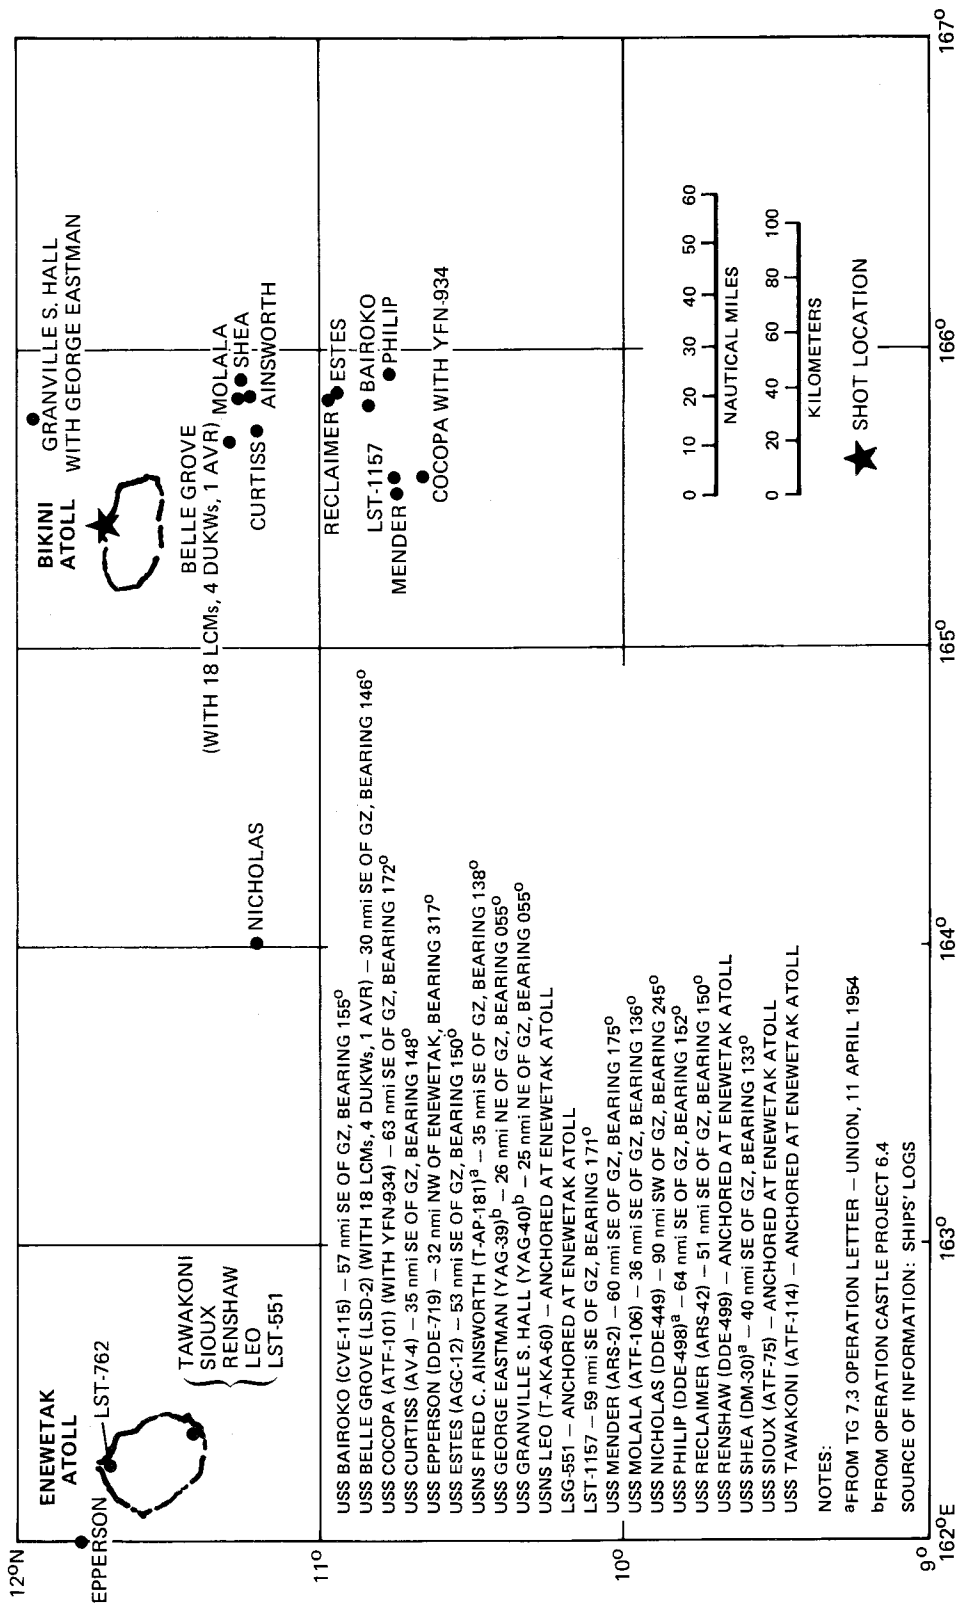 12°N
11°
10°
9°
162°E
163°
164°
165°
166°
167°
ENEWETAK
ATOLL
EPPERSON
LST-762
TAWAKONI
SIOUX
RENSHAW
LEO
LST-551
NICHOLAS
BIKINI
ATOLL
GRANVILLE S. HALL
WITH GEORGE EASTMAN
BELLE GROVE
(WITH 18 LCMs, 4 DUKWs, 1 AVR)
MOLALA
SHEA
AINSWORTH
CURTISS
RECLAIMER
ESTES
LST-1157
BAIROKO
MENDER
PHILIP
COCOPA WITH YFN-934
USS BAIROKO (CVE-115) — 57 nmi SE OF GZ, BEARING 155°
USS BELLE GROVE (LSD-2) (WITH 18 LCMs, 4 DUKWs, 1 AVR) — 30 nmi SE OF GZ, BEARING 146°
USS COCOPA (ATF-101) (WITH YFN-934) — 63 nmi SE OF GZ, BEARING 172°
USS CURTISS (AV-4) — 35 nmi SE OF GZ, BEARING 148°
USS EPPERSON (DDE-719) — 32 nmi NW OF ENEWETAK, BEARING 317°
USS ESTES (AGC-12) — 53 nmi SE OF GZ, BEARING 150°
USNS FRED C. AINSWORTH (T-AP-181)ᵃ — 35 nmi SE OF GZ, BEARING 138°
USS GEORGE EASTMAN (YAG-39)ᵇ — 26 nmi NE OF GZ, BEARING 055°
USS GRANVILLE S. HALL (YAG-40)ᵇ — 25 nmi NE OF GZ, BEARING 055°
USNS LEO (T-AKA-60) — ANCHORED AT ENEWETAK ATOLL
LSG-551 — ANCHORED AT ENEWETAK ATOLL
LST-1157 — 59 nmi SE OF GZ, BEARING 171°
USS MENDER (ARS-2) — 60 nmi SE OF GZ, BEARING 175°
USS MOLALA (ATF-106) — 36 nmi SE OF GZ, BEARING 136°
USS NICHOLAS (DDE-449) — 90 nmi SW OF GZ, BEARING 245°
USS PHILIP (DDE-498)ᵃ — 64 nmi SE OF GZ, BEARING 152°
USS RECLAIMER (ARS-42) — 51 nmi SE OF GZ, BEARING 150°
USS RENSHAW (DDE-499) — ANCHORED AT ENEWETAK ATOLL
USS SHEA (DM-30)ᵃ — 40 nmi SE OF GZ, BEARING 133°
USS SIOUX (ATF-75) — ANCHORED AT ENEWETAK ATOLL
USS TAWAKONI (ATF-114) — ANCHORED AT ENEWETAK ATOLL
NOTES:
ᵃFROM TG 7.3 OPERATION LETTER — UNION, 11 APRIL 1954
ᵇFROM OPERATION CASTLE PROJECT 6.4
SOURCE OF INFORMATION: SHIPS' LOGS
0 10 20 30 40 50 60
NAUTICAL MILES
0 20 40 60 80 100
KILOMETERS
SHOT LOCATION